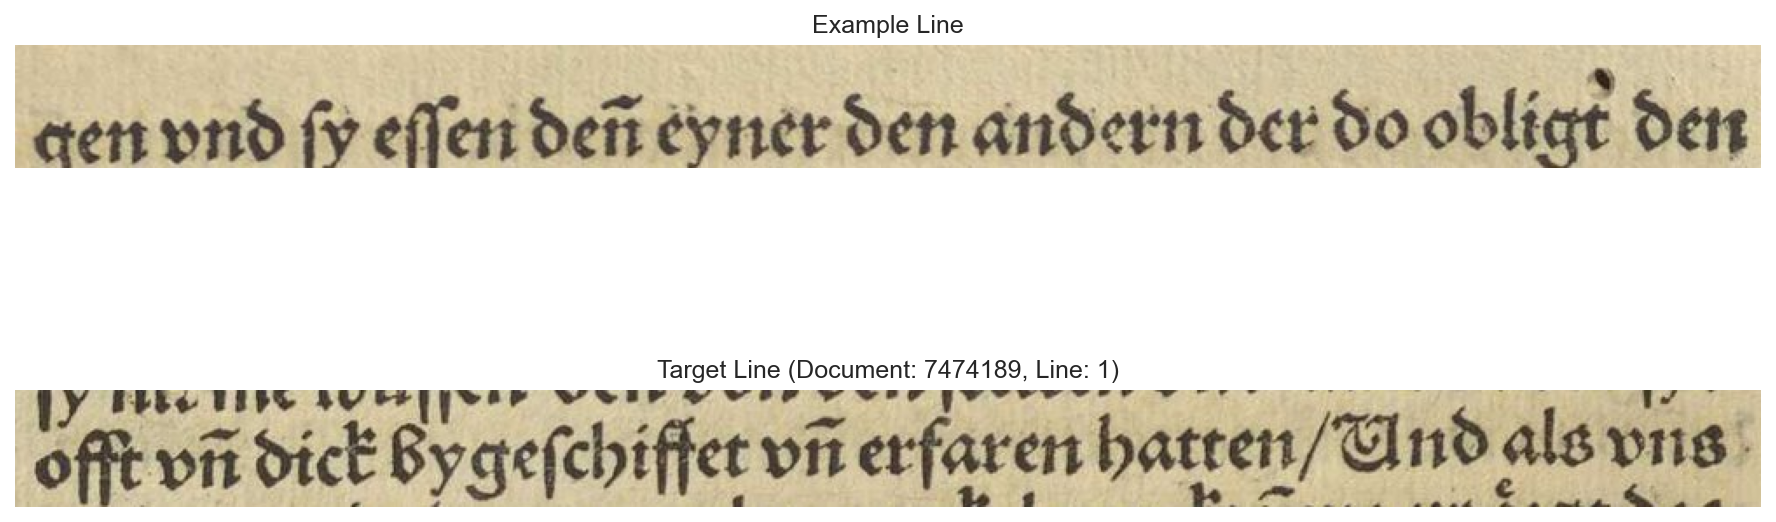 Example Line
gen vnd ſy eſſen deñ eyner den andern der do obligt den
Target Line (Document: 7474189, Line: 1)
offt vñ dick bygeſchiffet vñ erfaren hatten/Und als vns